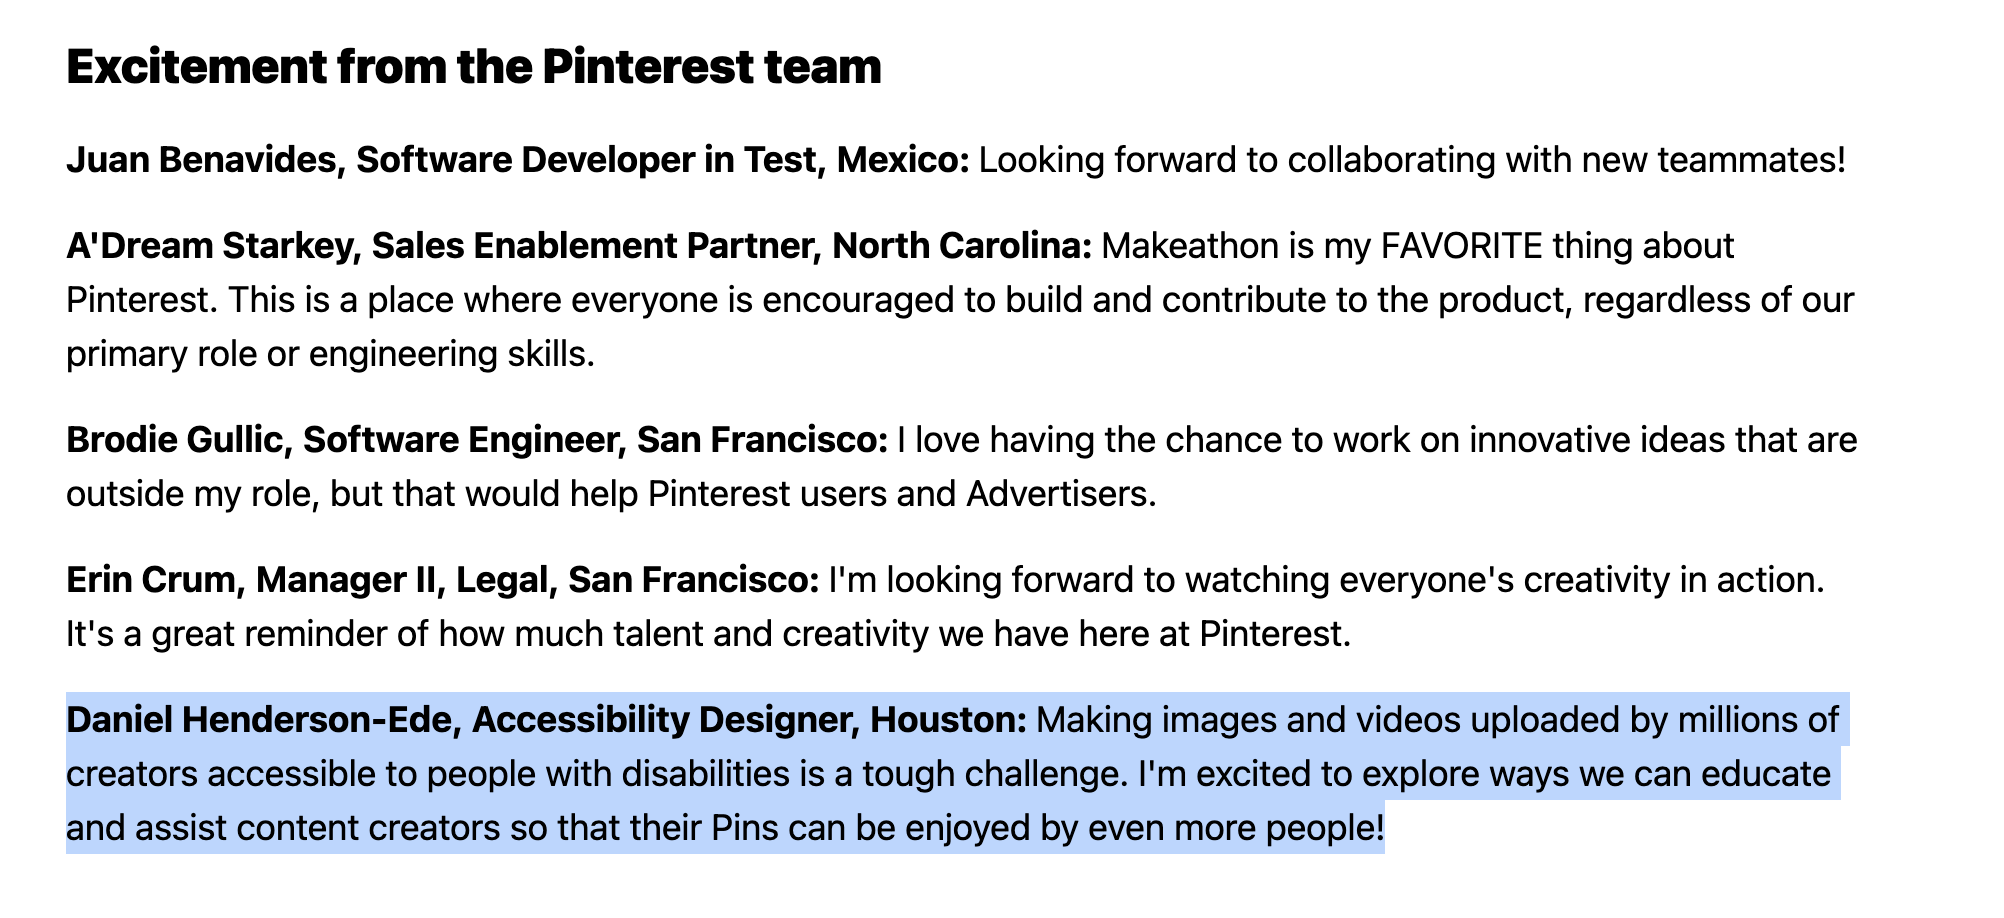 Excitement from the Pinterest team
Juan Benavides, Software Developer in Test, Mexico: Looking forward to collaborating with new teammates!
A'Dream Starkey, Sales Enablement Partner, North Carolina: Makeathon is my FAVORITE thing about
Pinterest. This is a place where everyone is encouraged to build and contribute to the product, regardless of our
primary role or engineering skills.
Brodie Gullic, Software Engineer, San Francisco: I love having the chance to work on innovative ideas that are
outside my role, but that would help Pinterest users and Advertisers.
Erin Crum, Manager II, Legal, San Francisco: I'm looking forward to watching everyone's creativity in action.
It's a great reminder of how much talent and creativity we have here at Pinterest.
Daniel Henderson-Ede, Accessibility Designer, Houston: Making images and videos uploaded by millions of
creators accessible to people with disabilities is a tough challenge. I'm excited to explore ways we can educate
and assist content creators so that their Pins can be enjoyed by even more people!